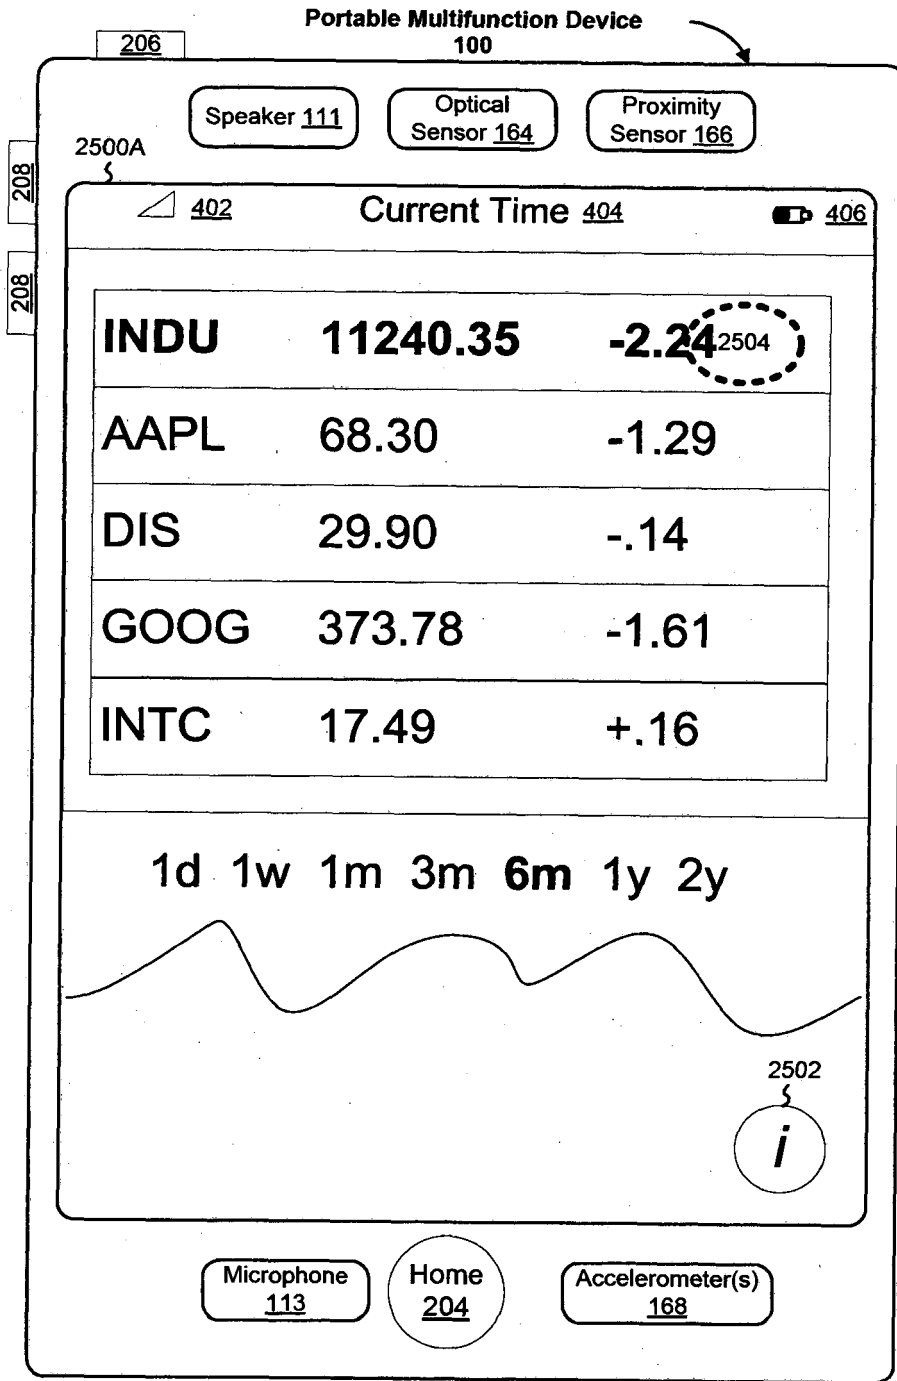 Portable Multifunction Device
100
206
Speaker 111
Optical
Sensor 164
Proximity
Sensor 166
2500A
208
208
402
Current Time 404
406
INDU 11240.35 -2.24
2504
AAPL 68.30 -1.29
DIS 29.90 -.14
GOOG 373.78 -1.61
INTC 17.49 +.16
1d 1w 1m 3m 6m 1y 2y
2502
i
Microphone
113
Home
204
Accelerometer(s)
168